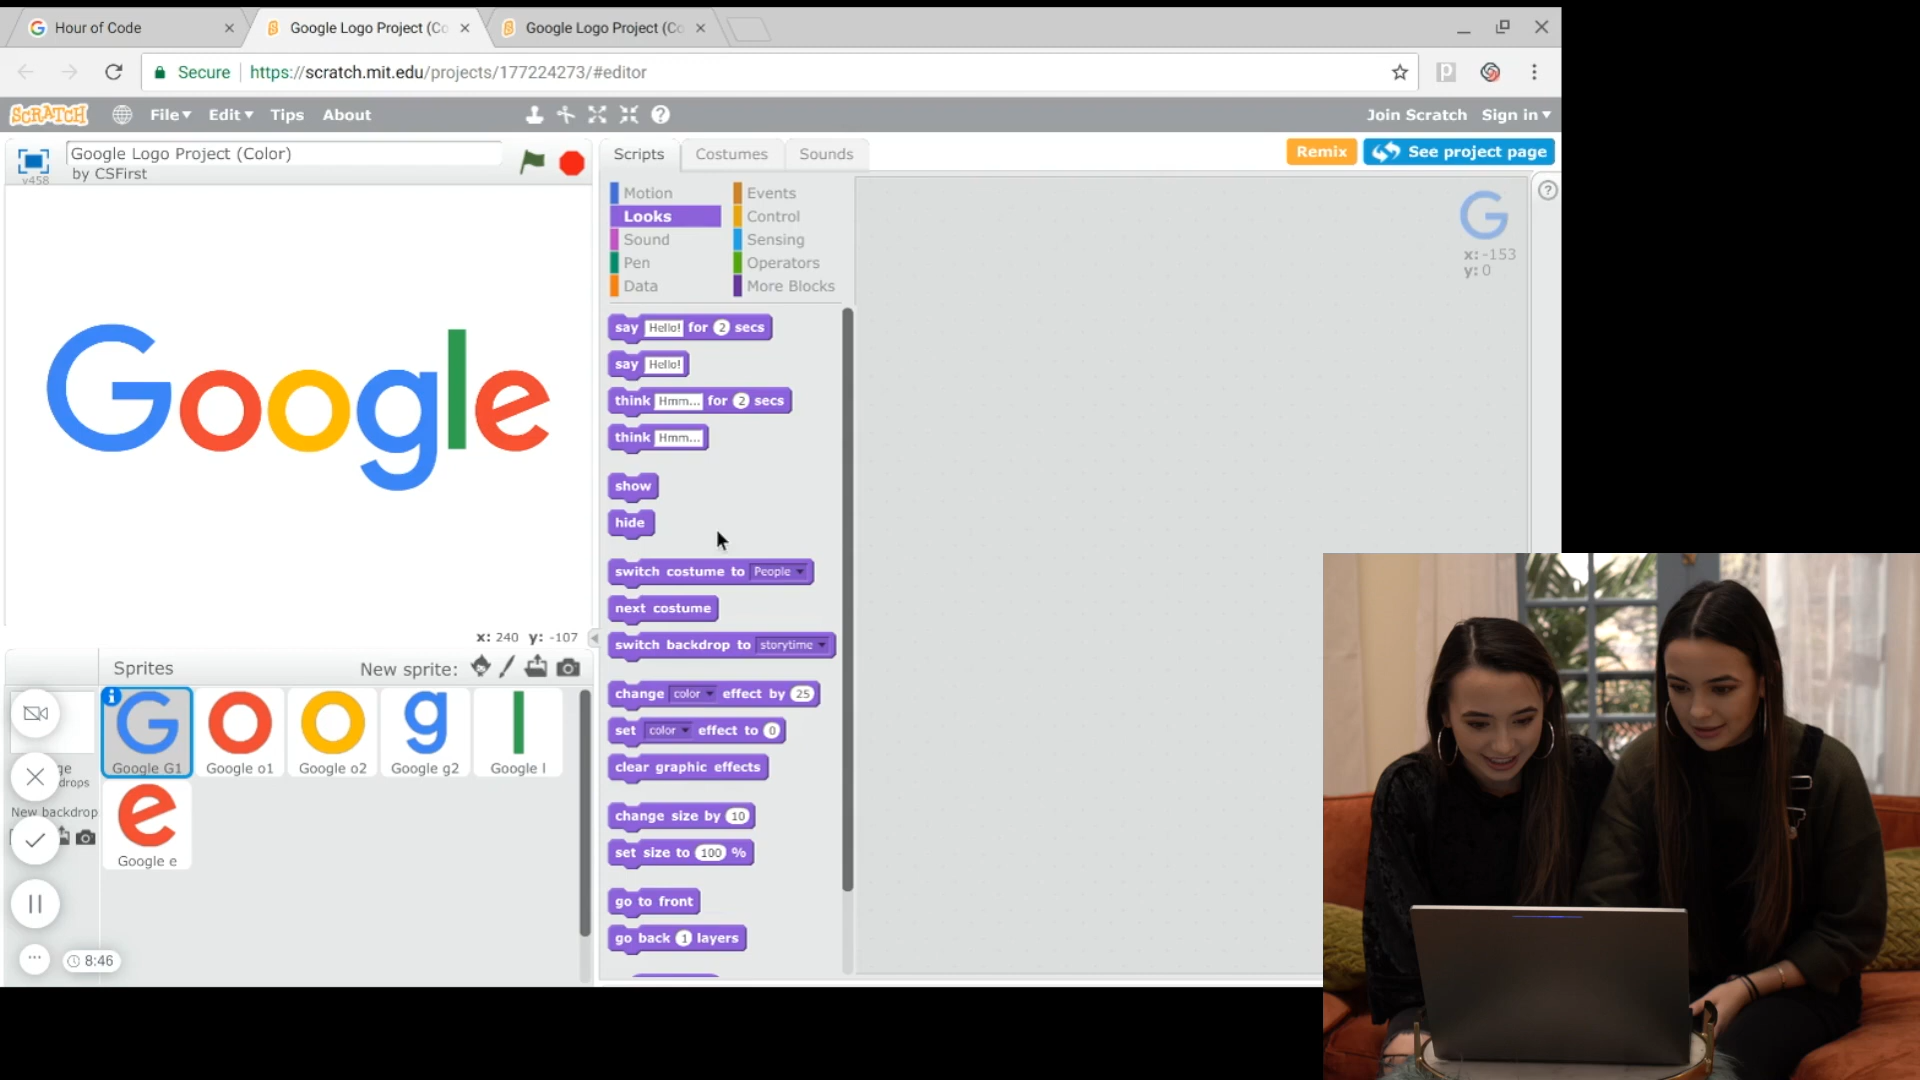 Hour of Code
Google Logo Project (Co
Google Logo Project (Co
Secure
https://scratch.mit.edu/projects/177224273/#editor
SCRATCH
File
Edit
Tips
About
Join Scratch
Sign in
Google Logo Project (Color)
by CSFirst
v458
Scripts
Costumes
Sounds
Remix
See project page
Motion
Events
Looks
Control
Sound
Sensing
Pen
Operators
Data
More Blocks
x: -153
y: 0
Google
say Hello! for 2 secs
say Hello!
think Hmm... for 2 secs
think Hmm...
show
hide
switch costume to People
next costume
switch backdrop to storytime
change color effect by 25
set color effect to 0
clear graphic effects
change size by 10
set size to 100 %
go to front
go back 1 layers
x: 240 y: -107
Sprites
New sprite:
G
o
o
g
l
Google G1
Google o1
Google o2
Google g2
Google l
e
Google e
ge
drops
New backdrop
8:46